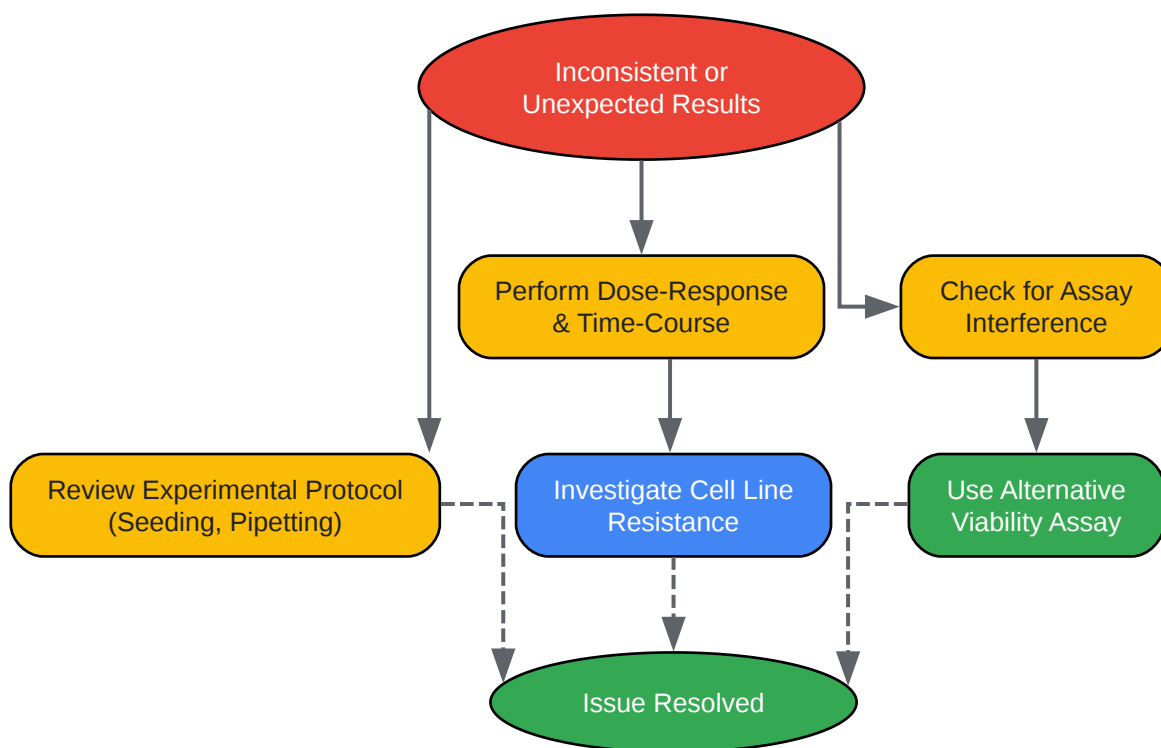 Inconsistent or
Unexpected Results
Perform Dose-Response
& Time-Course
Check for Assay
Interference
Review Experimental Protocol
(Seeding, Pipetting)
Investigate Cell Line
Resistance
Use Alternative
Viability Assay
Issue Resolved